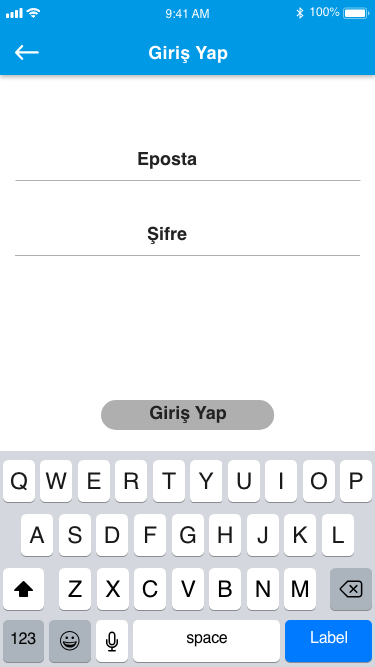 9:41 AM 100%
Giriş Yap
Eposta
Şifre
Giriş Yap
Q W E R T Y U I O P
A S D F G H J K L
Z X C V B N M
123 space Label